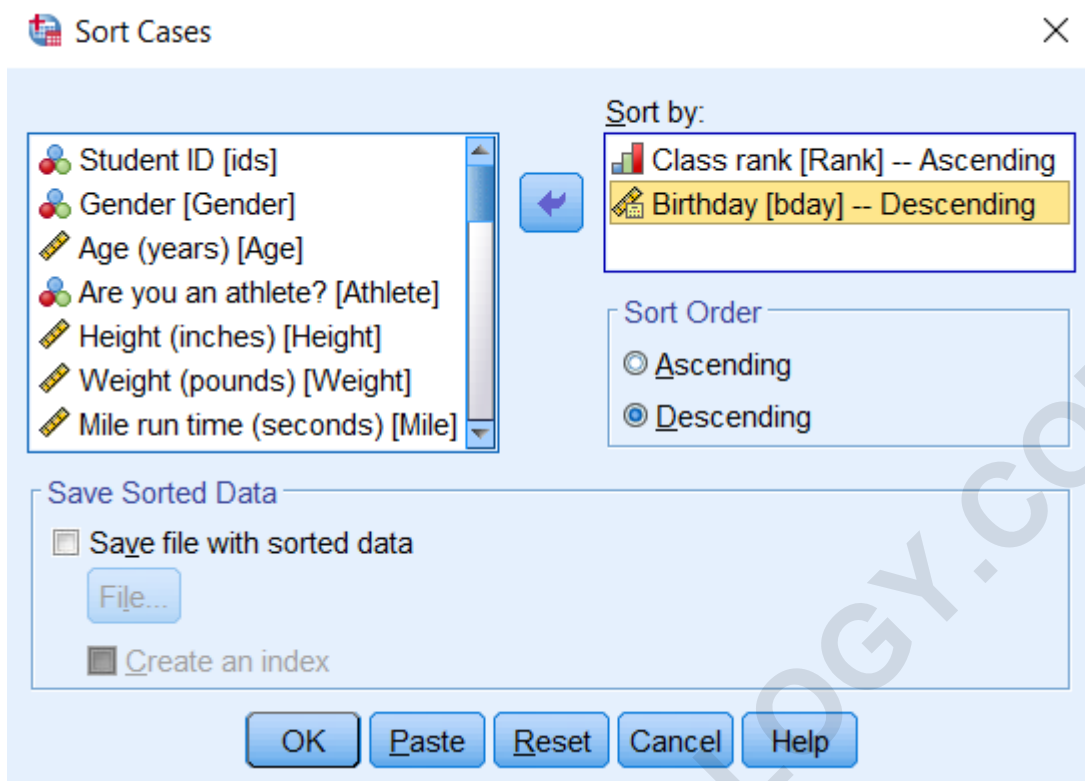 Sort Cases
Student ID [ids]
Gender [Gender]
Age (years) [Age]
Are you an athlete? [Athlete]
Height (inches) [Height]
Weight (pounds) [Weight]
Mile run time (seconds) [Mile]
Sort by:
Class rank [Rank] -- Ascending
Birthday [bday] -- Descending
Sort Order
Ascending
Descending
Save Sorted Data
Save file with sorted data
File...
Create an index
OK Paste Reset Cancel Help